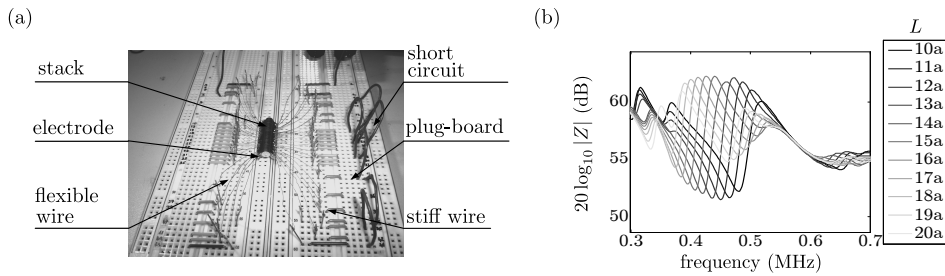 (a)
stack
electrode
flexible
wire
short
circuit
plug-board
stiff wire
(b)
20 log₁₀ |Z| (dB)
60
55
50
0.3 0.4 0.5 0.6 0.7
frequency (MHz)
L
10a
11a
12a
13a
14a
15a
16a
17a
18a
19a
20a